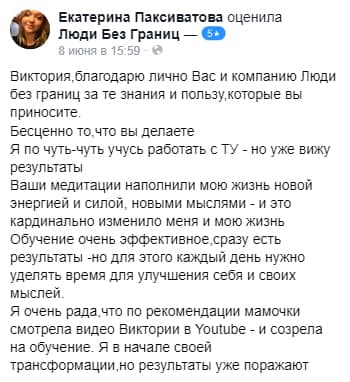 Екатерина Паксиватова оценила
Люди Без Границ — 5★
8 июня в 15:59 ·
Виктория,благодарю лично Вас и компанию Люди
без границ за те знания и пользу,которые вы
приносите.
Бесценно то,что вы делаете
Я по чуть-чуть учусь работать с ТУ - но уже вижу
результаты
Ваши медитации наполнили мою жизнь новой
энергией и силой, новыми мыслями - и это
кардинально изменило меня и мою жизнь
Обучение очень эффективное,сразу есть
результаты -но для этого каждый день нужно
уделять время для улучшения себя и своих
мыслей.
Я очень рада,что по рекомендации мамочки
смотрела видео Виктории в Youtube - и созрела
на обучение. Я в начале своей
трансформации,но результаты уже поражают